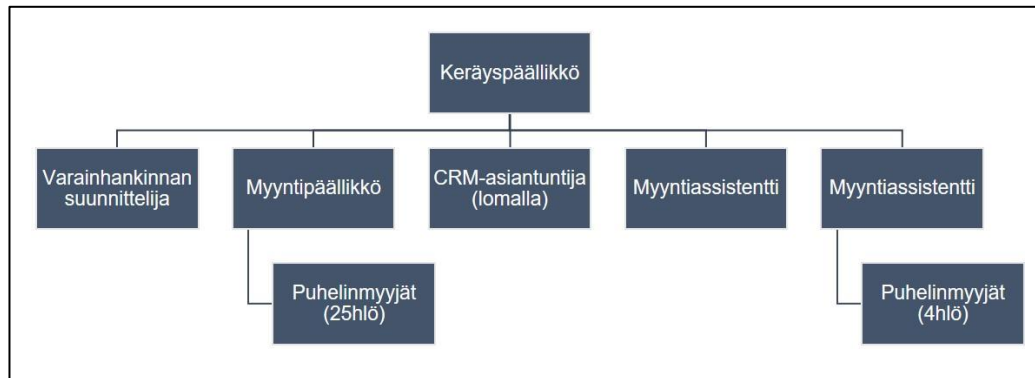 Keräyspäällikkö
Varainhankinnan
suunnittelija
Myyntipäällikkö
CRM-asiantuntija
(lomalla)
Myyntiassistentti
Myyntiassistentti
Puhelinmyyjät
(25hlö)
Puhelinmyyjät
(4hlö)